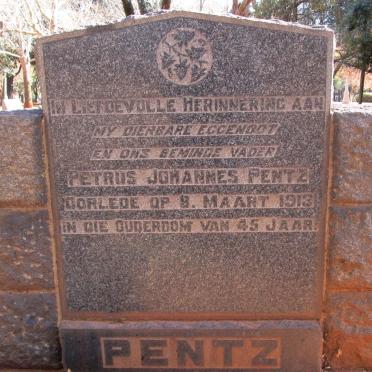 IN LIEFDEVOLLE HERINNERING AAN
MY DIERBARE EGGENOOT
EN ONS BEMINDE VADER
PETRUS JOHANNES PENTZ
OORLEDE OP 8. MAART 1913
IN DIE OUDERDOM VAN 45 JAAR.
PENTZ